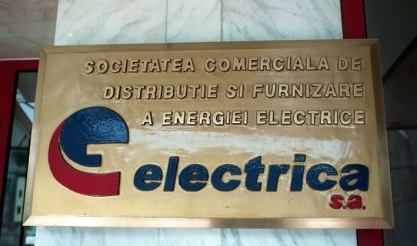 SOCIETATEA COMERCIALA DE
DISTRIBUTIE SI FURNIZARE
A ENERGIEI ELECTRICE
electrica
s.a.